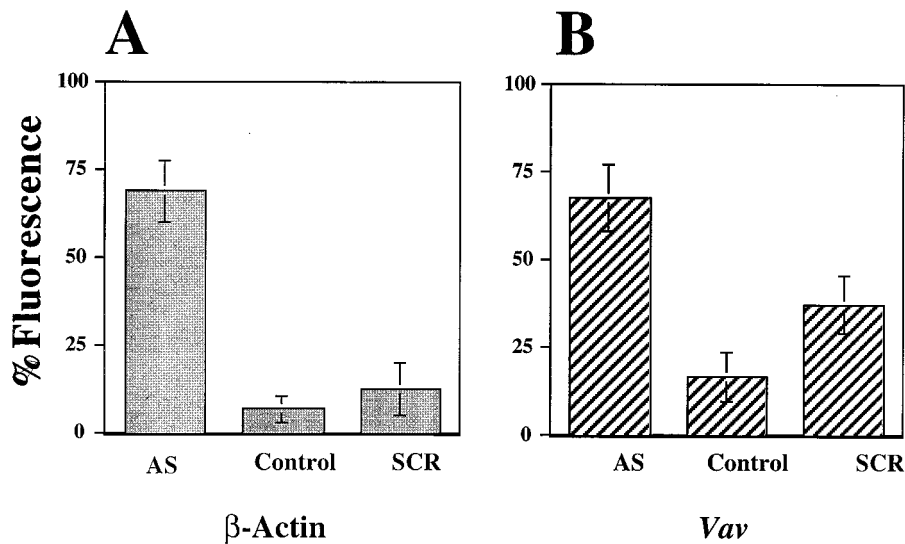 A
% Fluorescence
100
75
50
25
0
AS
Control
SCR
β-Actin
B
100
75
50
25
0
AS
Control
SCR
Vav